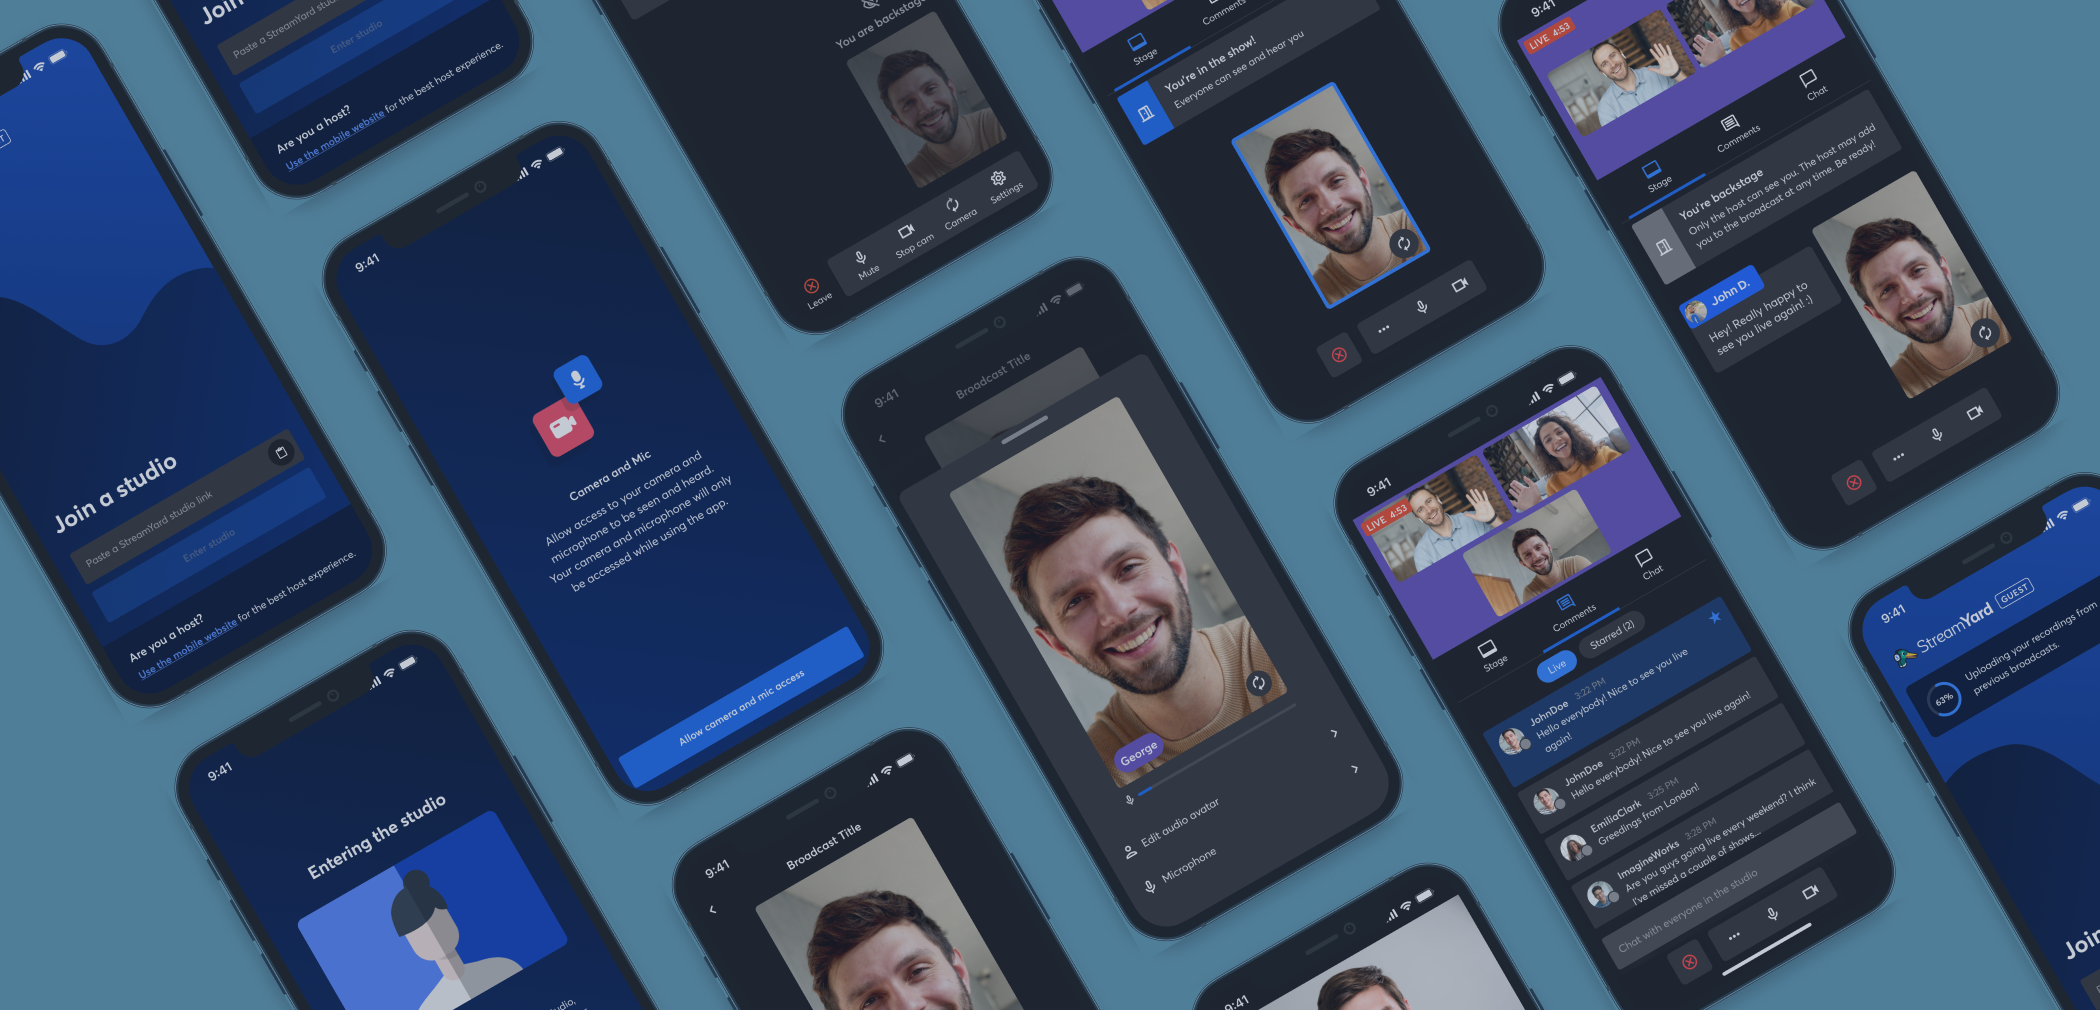 Join a studio
Paste a StreamYard studio link
Enter studio
Are you a host?
Use the mobile website for the best host experience.
Enter studio
Are you a host?
Use the mobile website for the best host experience.
9:41
Camera and Mic
Allow access to your camera and
microphone to be seen and heard.
Your camera and microphone will only
be accessed while using the app.
Allow camera and mic access
9:41
Entering the studio
You are backstage
Leave
Mute
Stop cam
Camera
Settings
9:41
Broadcast Title
George
Edit audio avatar
Microphone
9:41
Broadcast Title
Stage
Comments
You're in the show!
Everyone can see and hear you
9:41
LIVE 4:53
Stage
Comments
Chat
Live
Starred (2)
JohnDoe 3:22 PM
Hello everybody! Nice to see you live
again!
JohnDoe 3:22 PM
Hello everybody! Nice to see you live again!
EmiliaClark 3:25 PM
Greedings from London!
ImagineWorks 3:28 PM
Are you guys going live every weekend? I think
I've missed a couple of shows...
Chat with everyone in the studio
9:41
9:41
LIVE 4:53
Stage
Comments
Chat
You're backstage
Only the host can see you. The host may add
you to the broadcast at any time. Be ready!
John D.
Hey! Really happy to
see you live again! :)
9:41
StreamYard GUEST
63%
Uploading your recordings from
previous broadcasts.